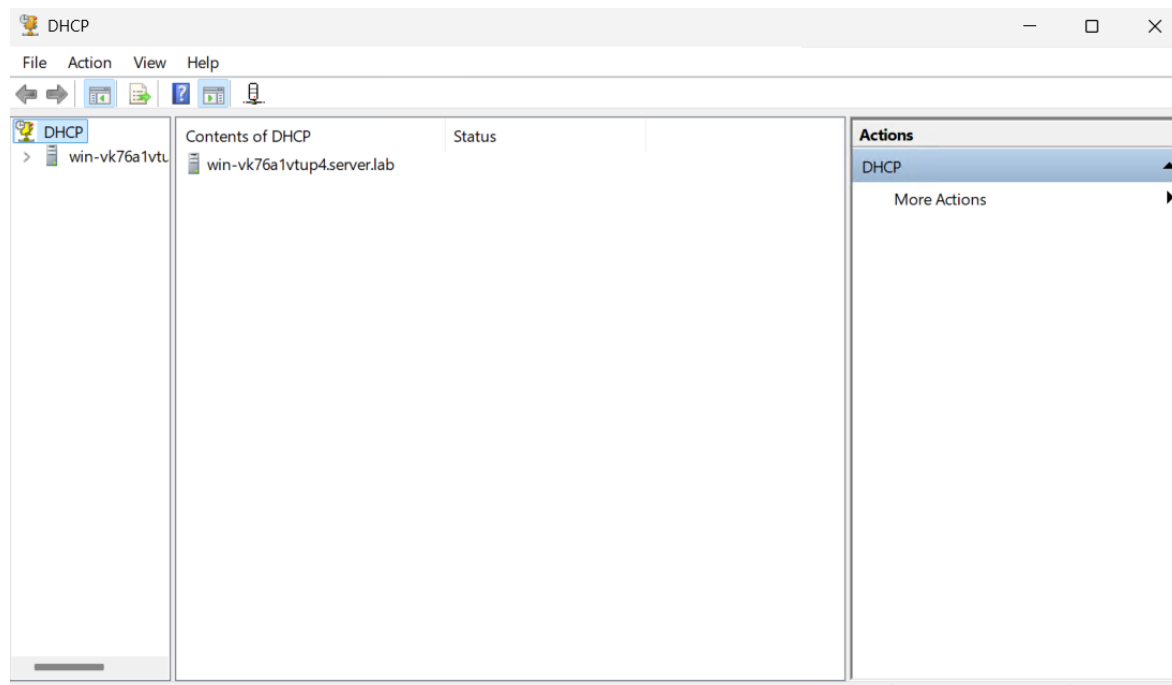 DHCP
File Action View Help
DHCP
win-vk76a1vtu
Contents of DHCP Status
win-vk76a1vtup4.server.lab
Actions
DHCP
More Actions